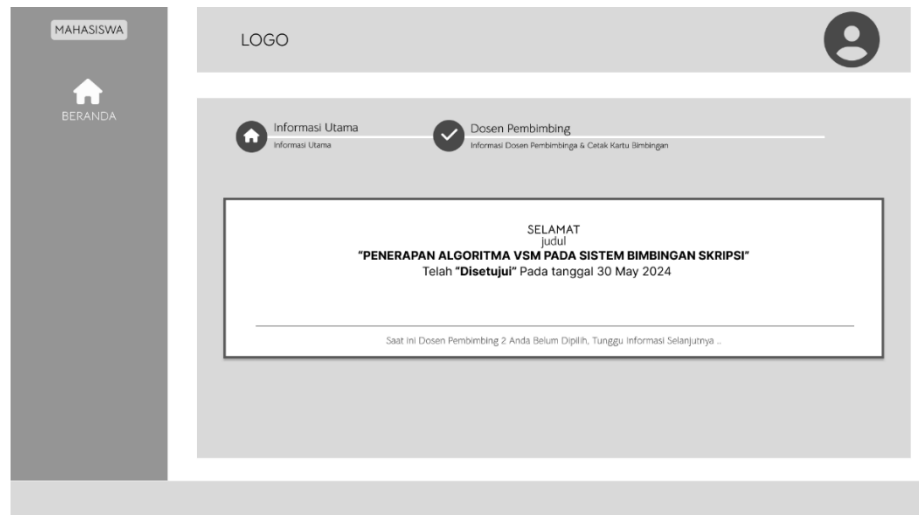 MAHASISWA
LOGO
BERANDA
Informasi Utama
Informasi Utama
Dosen Pembimbing
Informasi Dosen Pembimbinga & Cetak Kartu Bimbingan
SELAMAT
judul
"PENERAPAN ALGORITMA VSM PADA SISTEM BIMBINGAN SKRIPSI"
Telah "Disetujui" Pada tanggal 30 May 2024
Saat Ini Dosen Pembimbing 2 Anda Belum Dipilih, Tunggu Informasi Selanjutnya ..